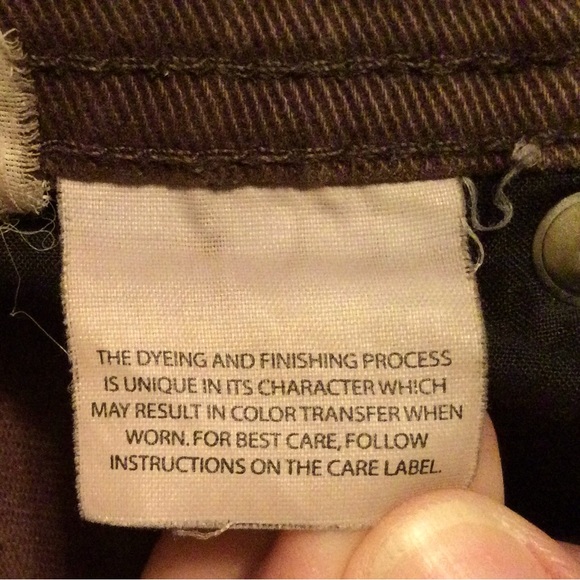 THE DYEING AND FINISHING PROCESS
IS UNIQUE IN ITS CHARACTER WHICH
MAY RESULT IN COLOR TRANSFER WHEN
WORN. FOR BEST CARE, FOLLOW
INSTRUCTIONS ON THE CARE LABEL.